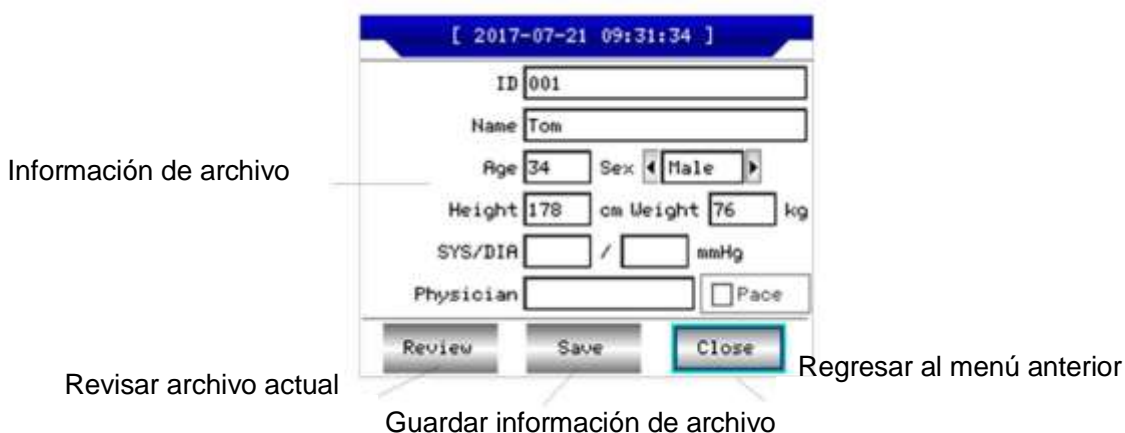 [ 2017-07-21 09:31:34 ]
ID 001
Name Tom
Información de archivo
Age 34 Sex Male
Height 178 cm Weight 76 kg
SYS/DIA / mmHg
Physician Pace
Review Save Close
Regresar al menú anterior
Revisar archivo actual
Guardar información de archivo